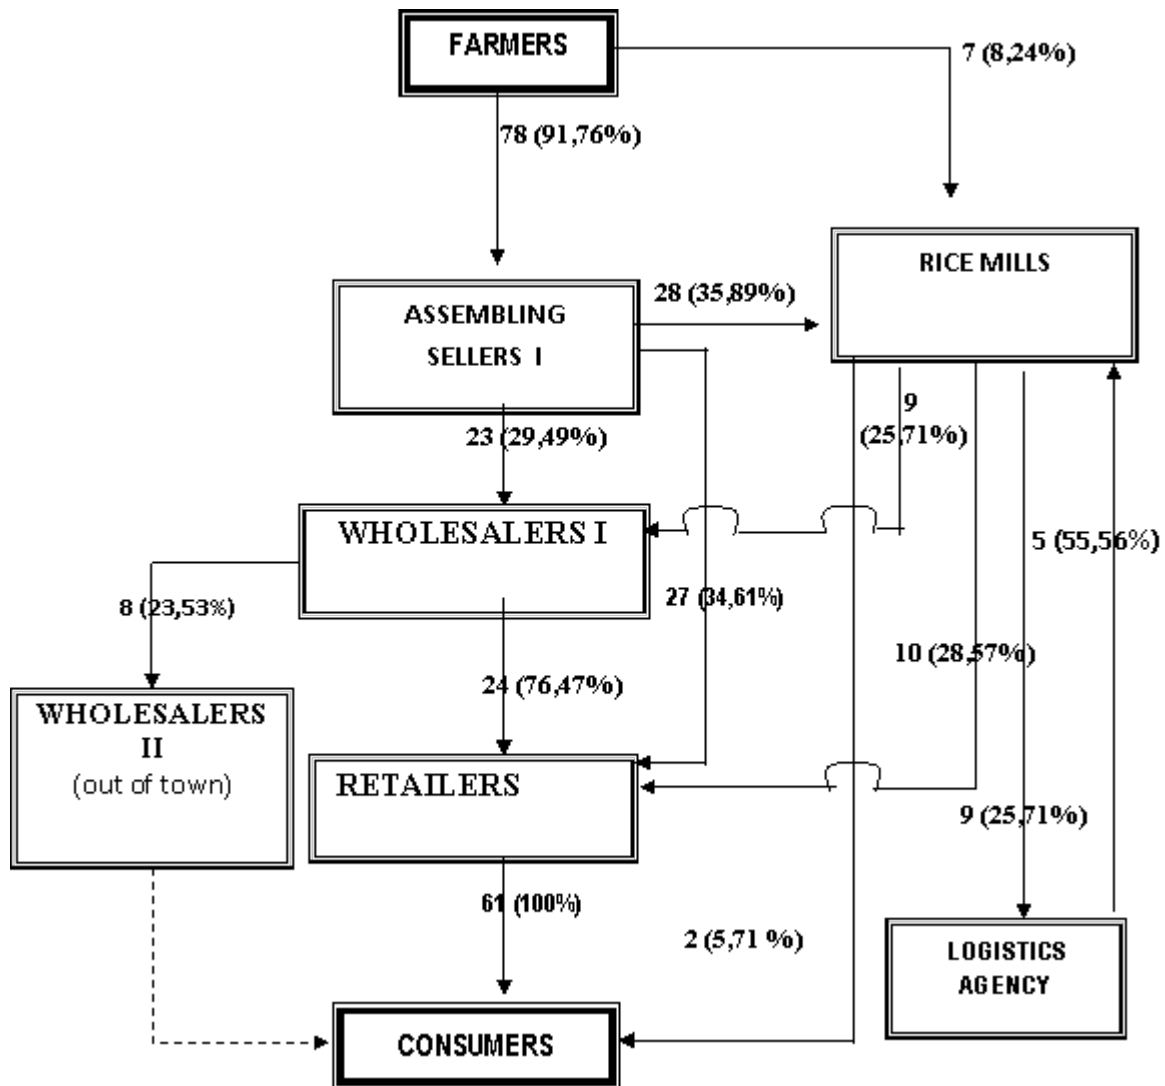 FARMERS
7 (8,24%)
78 (91,76%)
RICE MILLS
28 (35,89%)
ASSEMBLING
SELLERS I
9
(25,71%)
23 (29,49%)
WHOLESALERS I
5 (55,56%)
8 (23,53%)
27 (34,61%)
10 (28,57%)
24 (76,47%)
WHOLESALERS
II
(out of town)
RETAILERS
9 (25,71%)
61 (100%)
2 (5,71 %)
LOGISTICS
AGENCY
CONSUMERS